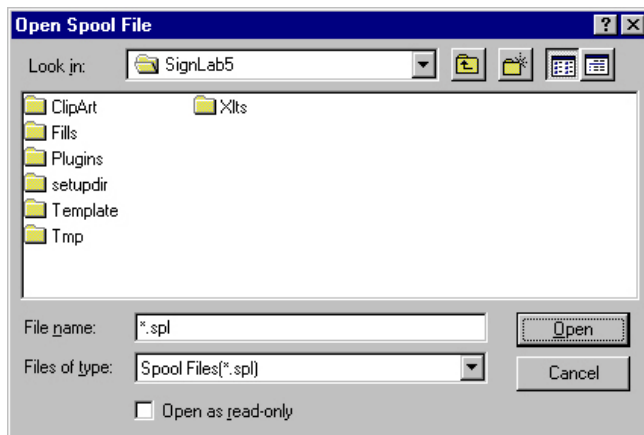 Open Spool File
Look in: SignLab5
ClipArt Xlts
Fills
Plugins
setupdir
Template
Tmp
File name: *.spl Open
Files of type: Spool Files(*.spl) Cancel
Open as read-only